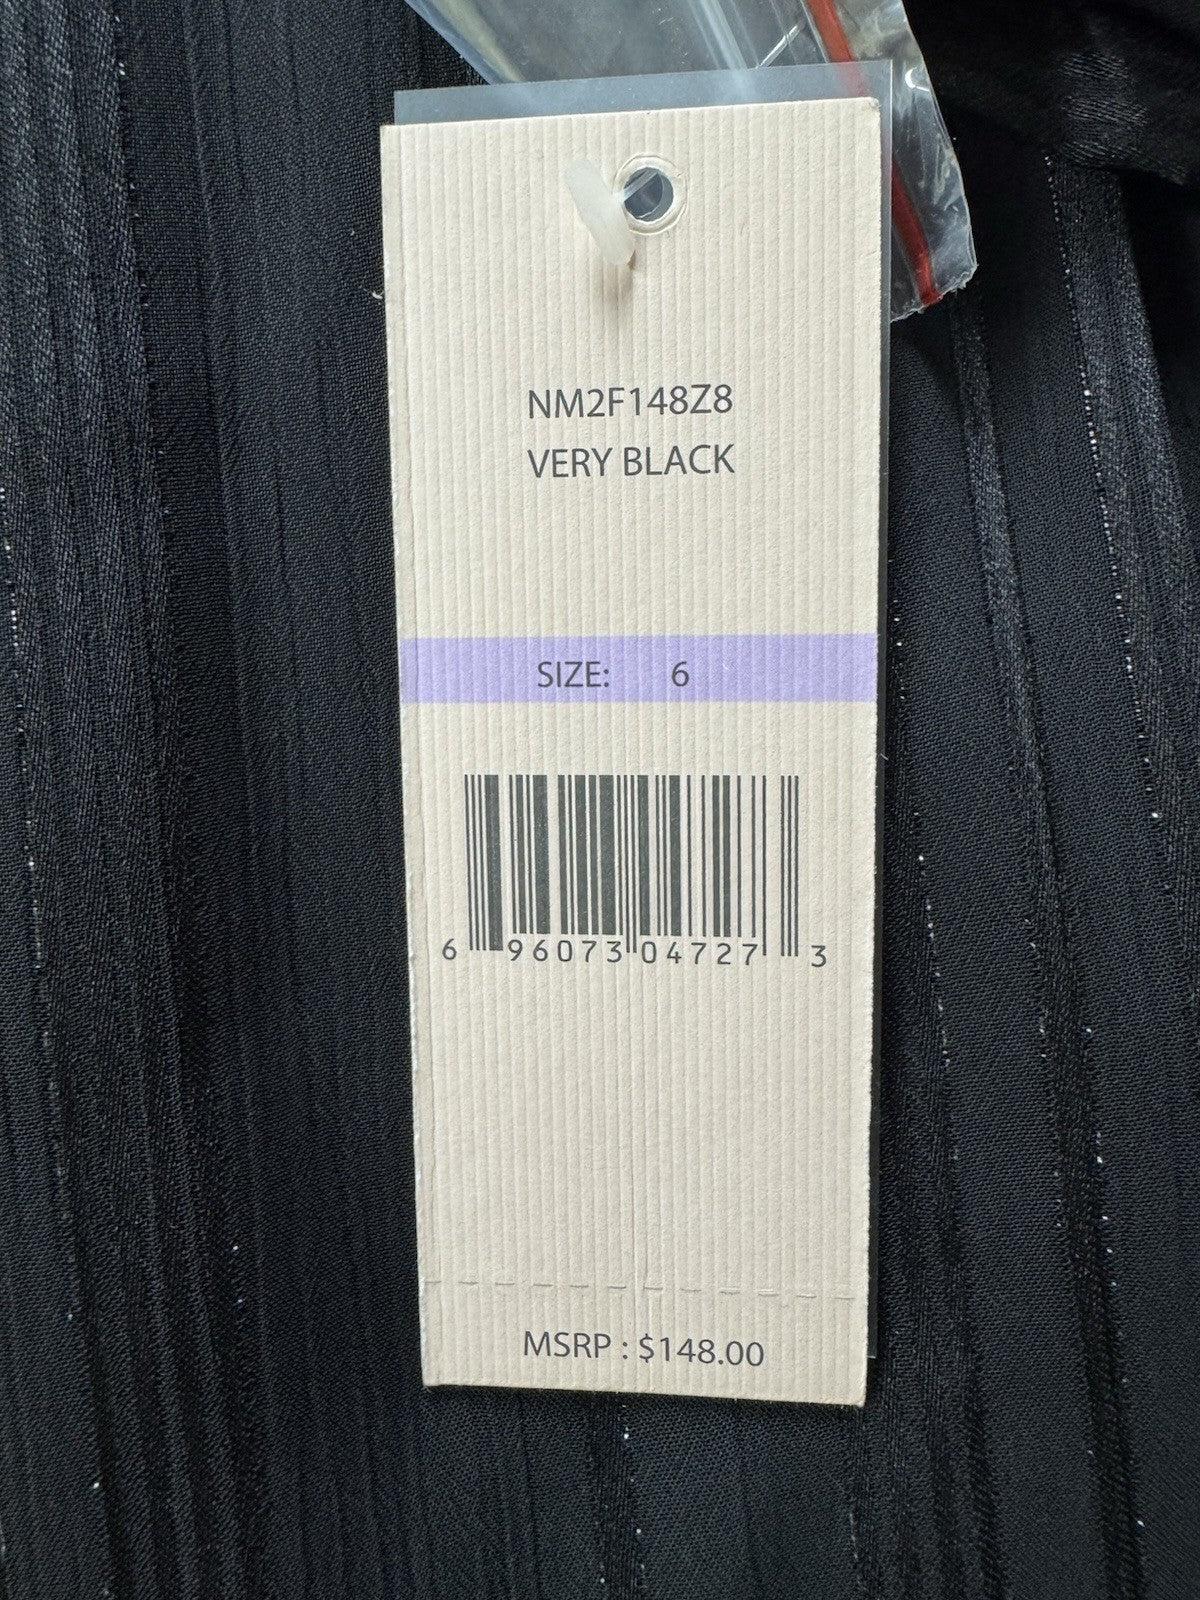 NM2F148Z8
VERY BLACK
SIZE: 6
6 96073 04727 3
MSRP : $148.00